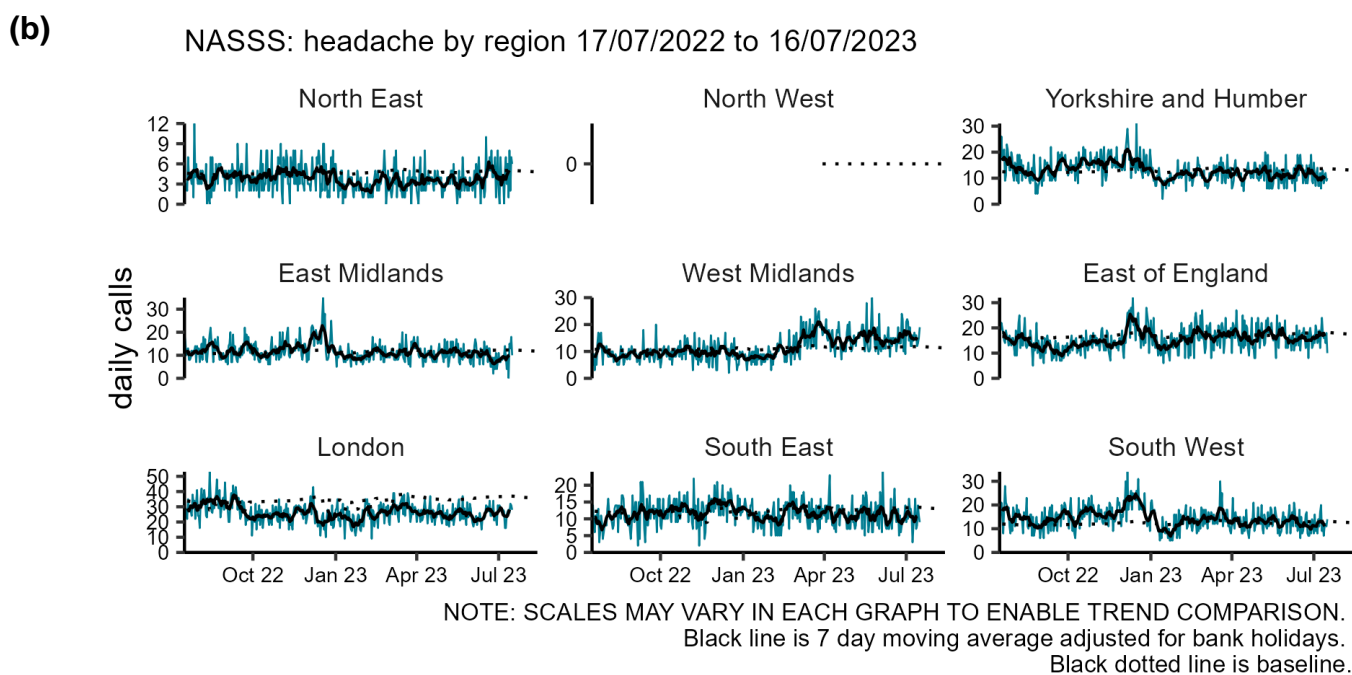 (b)
NASSS: headache by region 17/07/2022 to 16/07/2023
North East
North West
Yorkshire and Humber
12
9
6
3
0
0
30
20
10
0
daily calls
East Midlands
West Midlands
East of England
30
20
10
0
30
20
10
0
30
20
10
0
London
South East
South West
50
40
30
20
10
0
20
15
10
5
0
30
20
10
0
Oct 22 Jan 23 Apr 23 Jul 23
Oct 22 Jan 23 Apr 23 Jul 23
Oct 22 Jan 23 Apr 23 Jul 23
NOTE: SCALES MAY VARY IN EACH GRAPH TO ENABLE TREND COMPARISON.
Black line is 7 day moving average adjusted for bank holidays.
Black dotted line is baseline.